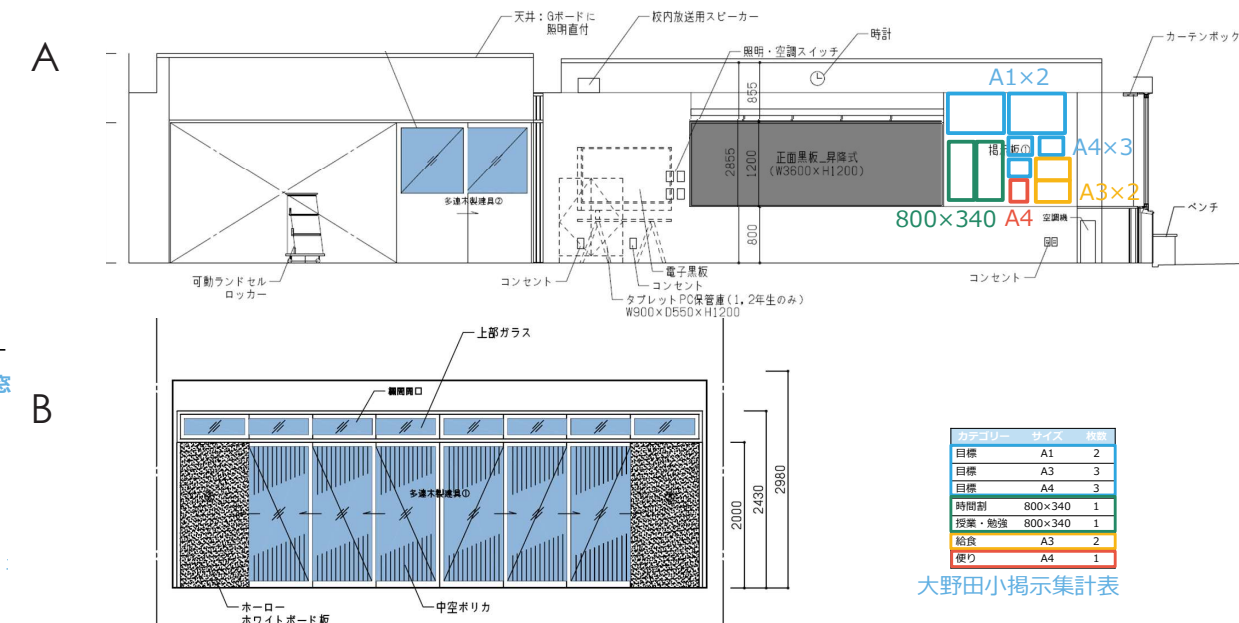 A
天井：Gボードに
照明直付
校内放送用スピーカー
時計
照明・空調スイッチ
カーテンボック
A1×2
855
2855
1200
800
正面黒板_昇降式
(W3600×H1200)
掲示板①
A4×3
A3×2
800×340
A4
空調機
ベンチ
多連木製建具②
可動ランドセル
ロッカー
コンセント
電子黒板
コンセント
タブレットPC保管庫(1,2年生のみ)
W900×D550×H1200
コンセント
窓
B
上部ガラス
欄間開口
多連木製建具①
2000
2430
2980
ホーロー
ホワイトボード板
中空ポリカ
カテゴリー サイズ 枚数
目標 A1 2
目標 A3 3
目標 A4 3
時間割 800×340 1
授業・勉強 800×340 1
給食 A3 2
便り A4 1
大野田小掲示集計表